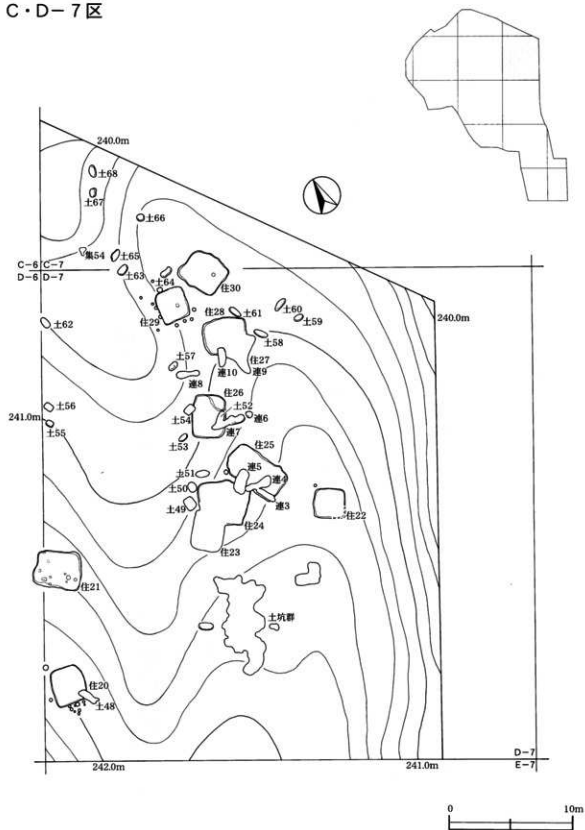 C・D－7区
240.0m
土68
土67
土66
集54
土65
C-6 C-7
D-6 D-7
土63
土64
住30
土61
土60
土59
240.0m
住28
住29
土62
土58
土57
住27
連10
連9
連8
住26
土52
土56
土54
連6
241.0m
連7
土55
土53
住25
土51
連5
連4
土50
連3
土49
住22
住24
住23
住21
土坑群
住20
土48
D-7
E-7
242.0m
241.0m
0 10m